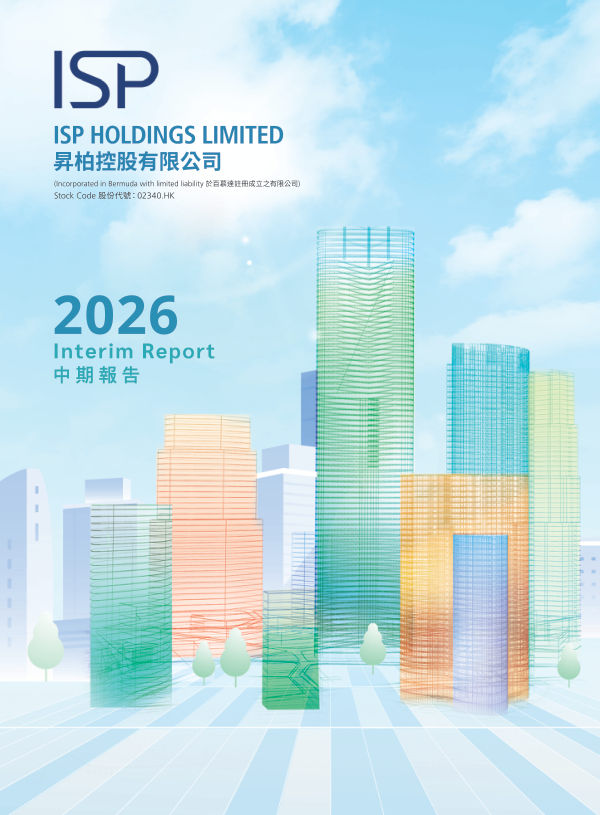 ISP
ISP HOLDINGS LIMITED
昇柏控股有限公司
(Incorporated in Bermuda with limited liability 於百慕達註冊成立之有限公司)
Stock Code 股份代號：02340.HK
2026
Interim Report
中期報告